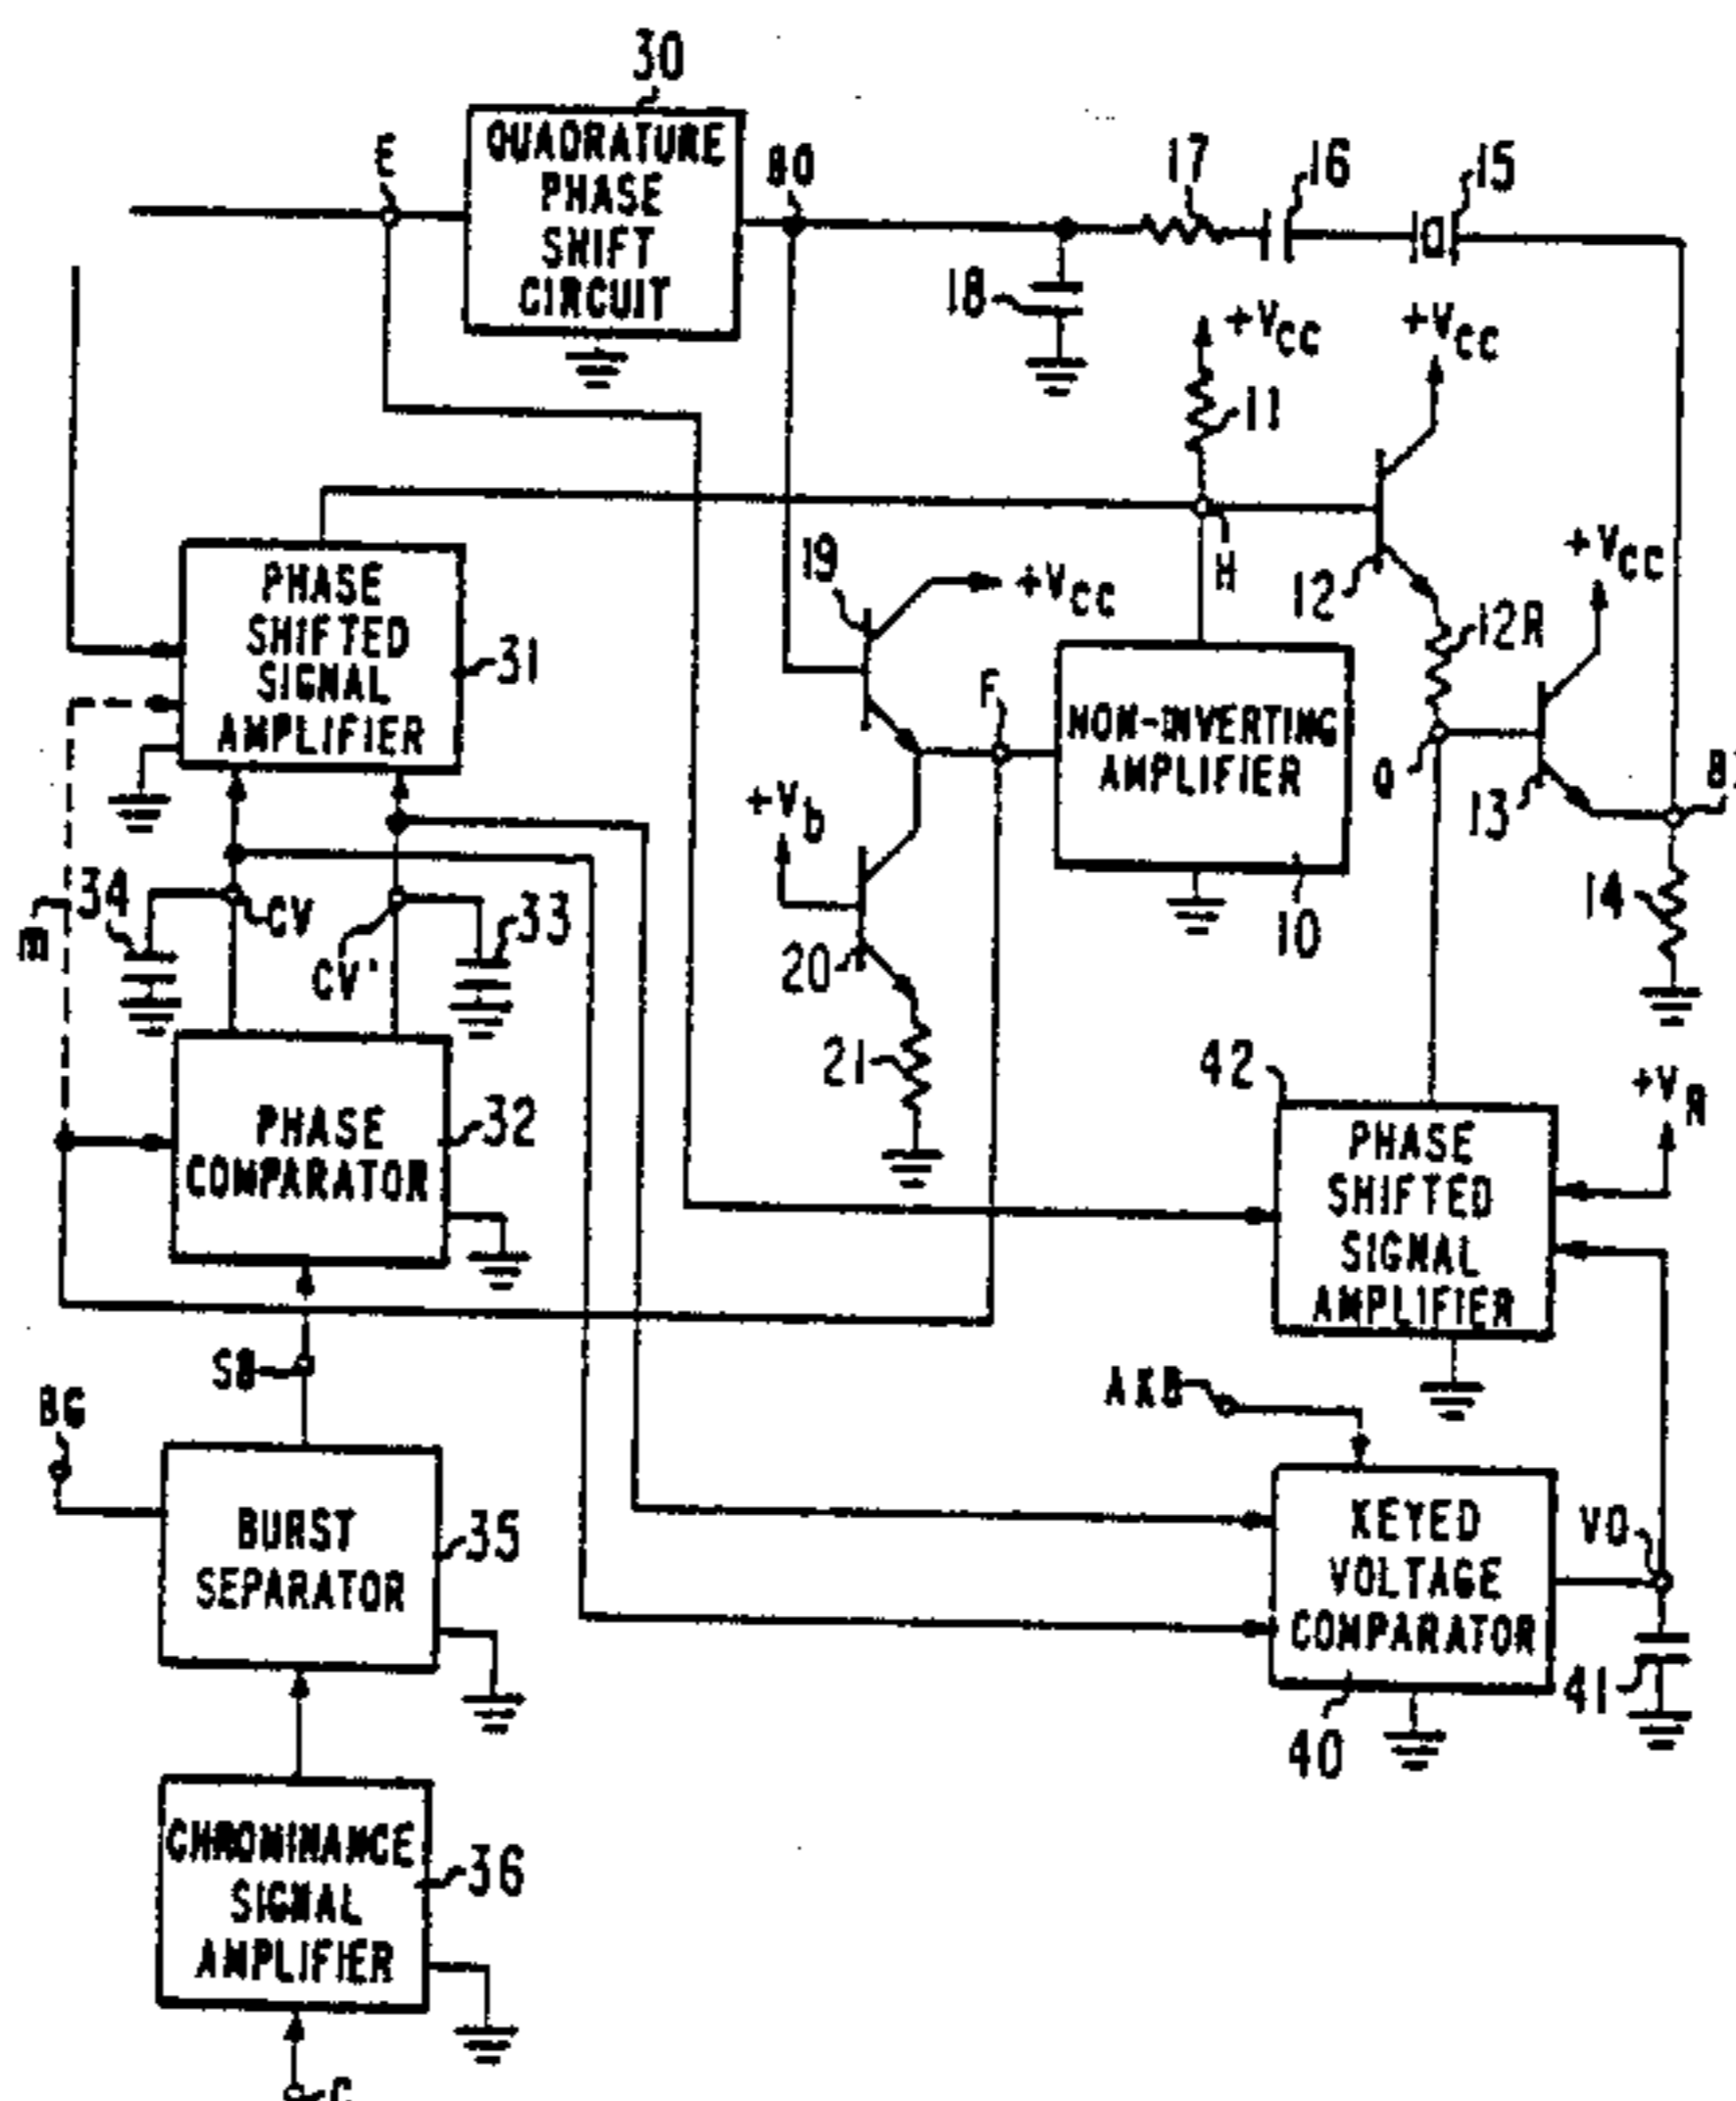 30
E
QUADRATURE
PHASE
SHIFT
CIRCUIT
BO
17
16
15
18
+VCC
+VCC
11
H
12
+VCC
12R
Q
13
14
PHASE
SHIFTED
SIGNAL
AMPLIFIER
31
19
+VCC
F
NON-INVERTING
AMPLIFIER
10
+Vb
20
21
34
CV
CV'
33
PHASE
COMPARATOR
32
42
+VR
PHASE
SHIFTED
SIGNAL
AMPLIFIER
SB
BG
AKB
BURST
SEPARATOR
35
KEYED
VOLTAGE
COMPARATOR
VO
41
40
CHROMINANCE
SIGNAL
AMPLIFIER
36
C